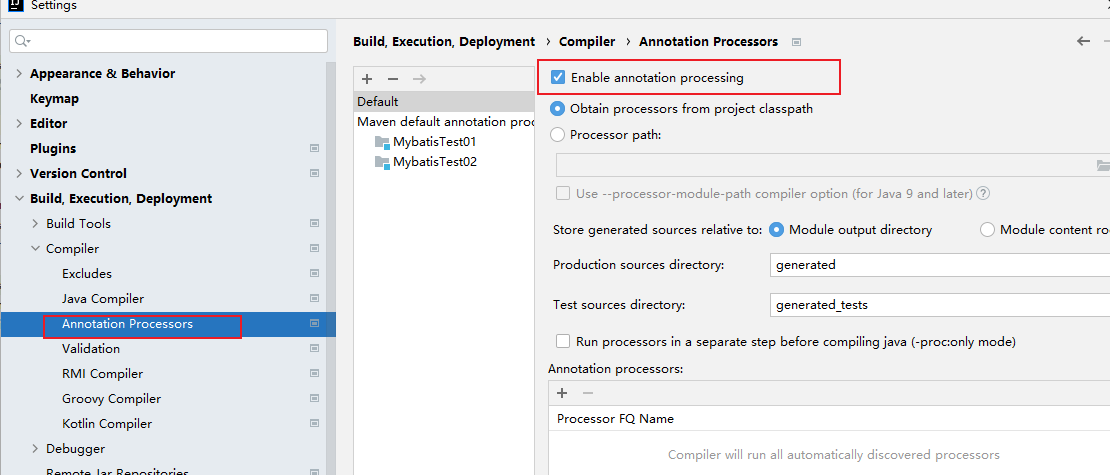 Settings
Appearance & Behavior
Keymap
Editor
Plugins
Version Control
Build, Execution, Deployment
Build Tools
Compiler
Excludes
Java Compiler
Annotation Processors
Validation
RMI Compiler
Groovy Compiler
Kotlin Compiler
Debugger
Remote Jar Repositories
Build, Execution, Deployment › Compiler › Annotation Processors
Default
Maven default annotation
MybatisTest01
MybatisTest02
Enable annotation processing
Obtain processors from project classpath
Processor path:
Use --processor-module-path compiler option (for Java 9 and later) ?
Store generated sources relative to: Module output directory Module content
Production sources directory: generated
Test sources directory: generated_tests
Run processors in a separate step before compiling java (-proc:only mode)
Annotation processors:
Processor FQ Name
Compiler will run all automatically discovered processors